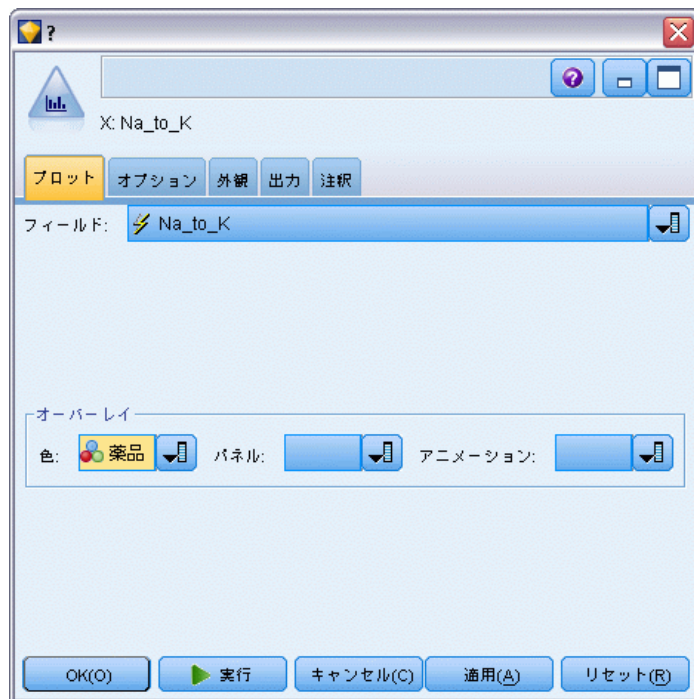 ?
X: Na_to_K
プロット オプション 外観 出力 注釈
フィールド: Na_to_K
オーバーレイ
色: 薬品 パネル: アニメーション:
OK(O) 実行 キャンセル(C) 適用(A) リセット(R)